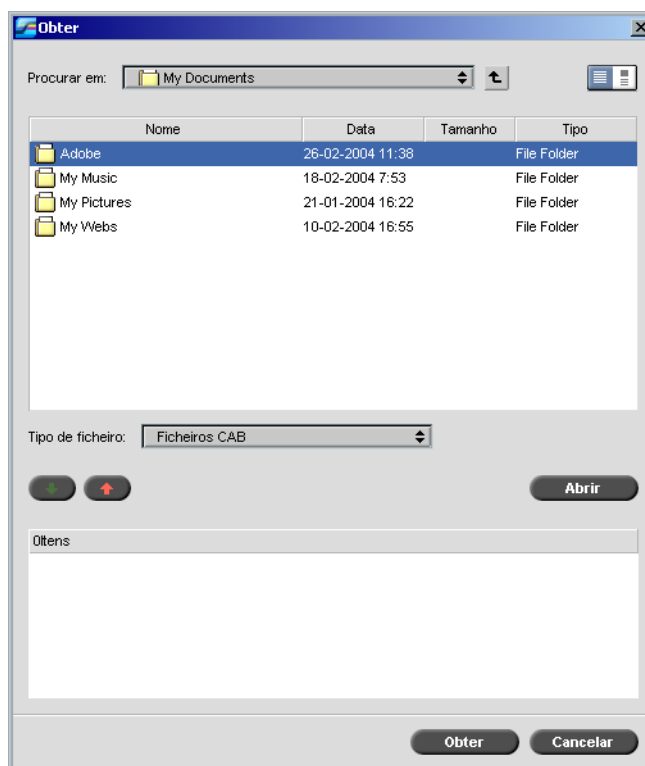 Obter
Procurar em: My Documents
Nome Data Tamanho Tipo
Adobe 26-02-2004 11:38 File Folder
My Music 18-02-2004 7:53 File Folder
My Pictures 21-01-2004 16:22 File Folder
My Webs 10-02-2004 16:55 File Folder
Tipo de ficheiro: Ficheiros CAB
Abrir
0Itens
Obter Cancelar